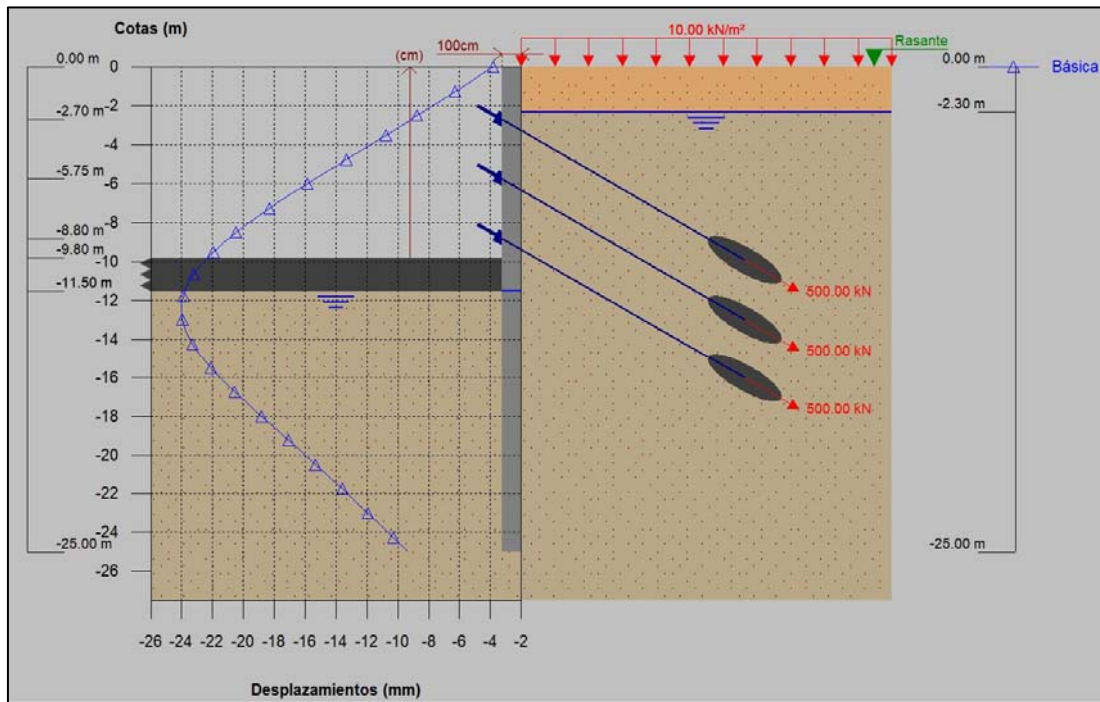 Cotas (m)
100cm
(cm)
10.00 kN/m²
Rasante
0.00 m
0
0.00 m
Básica
-2
-2.30 m
-2.70 m
-4
-5.75 m
-6
-8
-8.80 m
-9.80 m
-10
-11.50 m
500.00 kN
-12
-14
500.00 kN
-16
500.00 kN
-18
-20
-22
-24
-25.00 m
-25.00 m
-26
-26 -24 -22 -20 -18 -16 -14 -12 -10 -8 -6 -4 -2
Desplazamientos (mm)